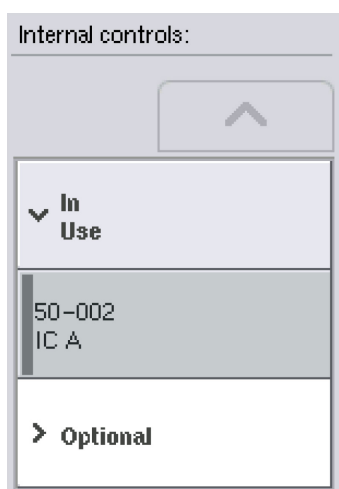 Internal controls:
In
Use
50-002
IC A
Optional